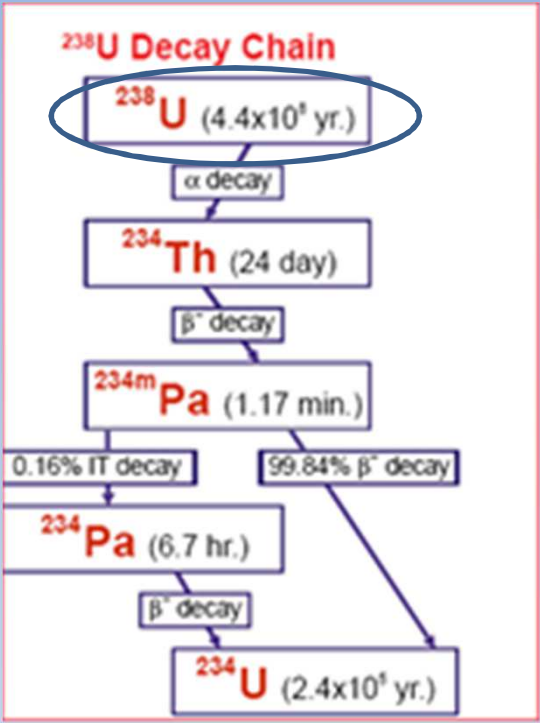 ²³⁸U Decay Chain
²³⁸U (4.4x10⁸ yr.)
α decay
²³⁴Th (24 day)
β⁻ decay
²³⁴ᵐPa (1.17 min.)
0.16% IT decay
99.84% β⁻ decay
²³⁴Pa (6.7 hr.)
β⁻ decay
²³⁴U (2.4x10⁵ yr.)